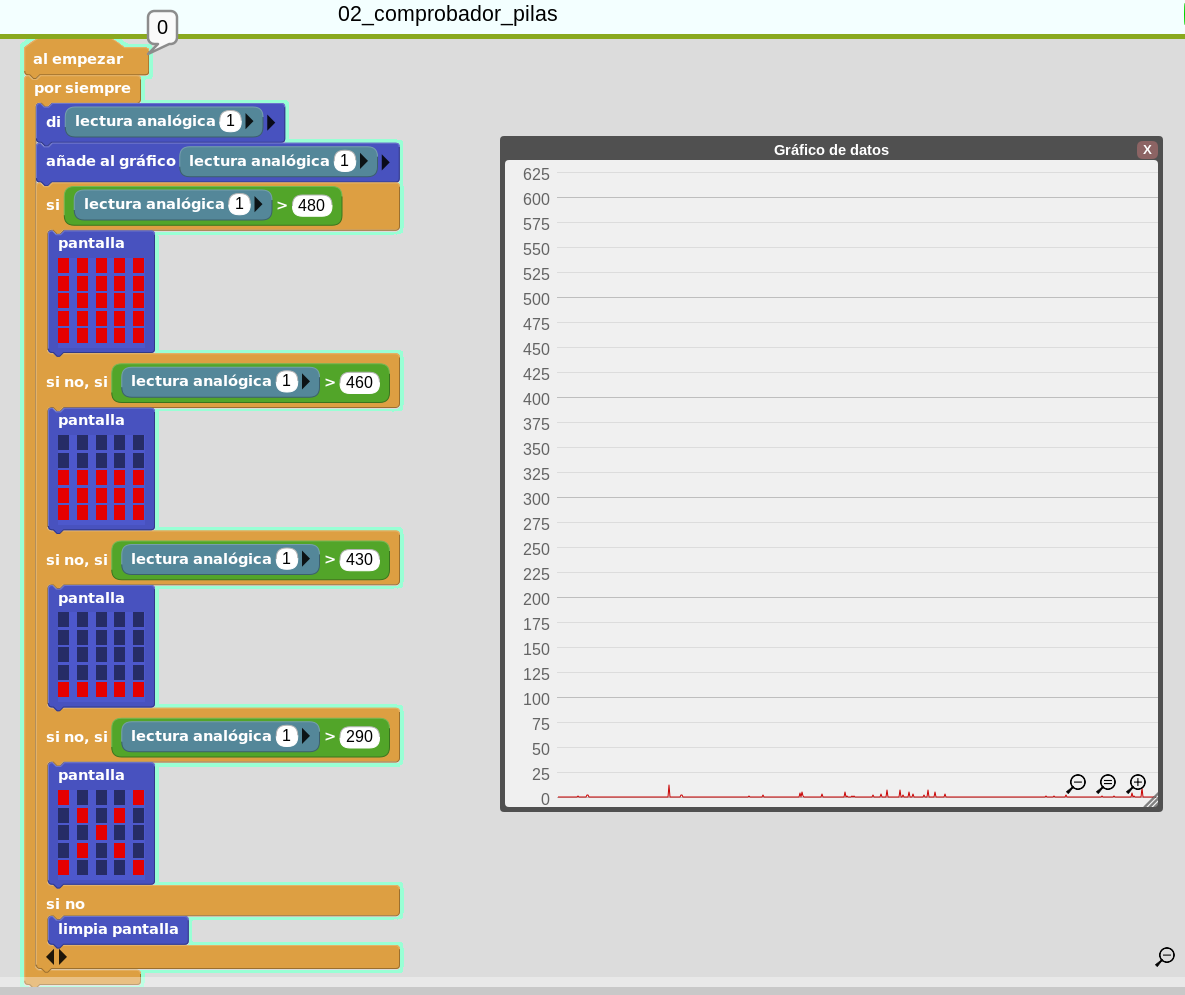 02_comprobador_pilas
0
al empezar
por siempre
di lectura analógica 1
añade al gráfico lectura analógica 1
si lectura analógica 1 > 480
pantalla
si no, si lectura analógica 1 > 460
pantalla
si no, si lectura analógica 1 > 430
pantalla
si no, si lectura analógica 1 > 290
pantalla
si no
limpia pantalla
Gráfico de datos
X
625
600
575
550
525
500
475
450
425
400
375
350
325
300
275
250
225
200
175
150
125
100
75
50
25
0